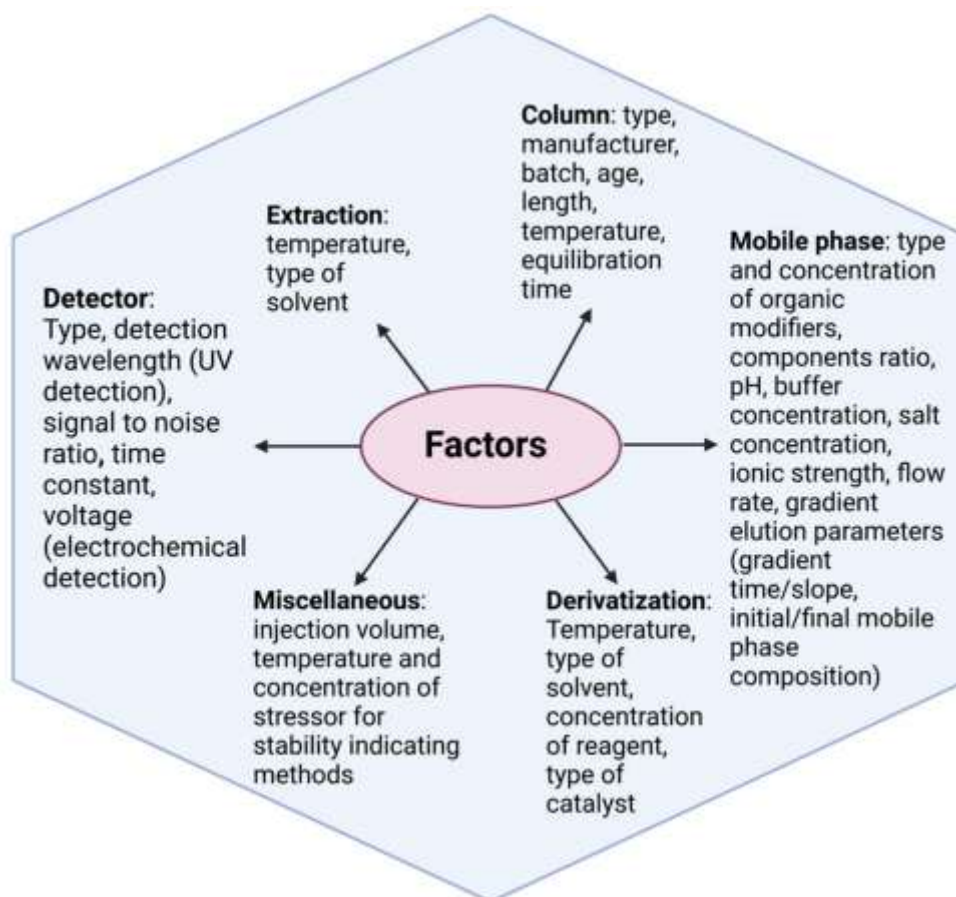 Column: type,
manufacturer,
batch, age,
length,
temperature,
equilibration
time
Extraction:
temperature,
type of
solvent
Mobile phase: type
and concentration
of organic
modifiers,
components ratio,
pH, buffer
concentration, salt
concentration,
ionic strength, flow
rate, gradient
elution parameters
(gradient
time/slope,
initial/final mobile
phase
composition)
Detector:
Type, detection
wavelength (UV
detection),
signal to noise
ratio, time
constant,
voltage
(electrochemical
detection)
Factors
Miscellaneous:
injection volume,
temperature and
concentration of
stressor for
stability indicating
methods
Derivatization:
Temperature,
type of
solvent,
concentration
of reagent,
type of
catalyst